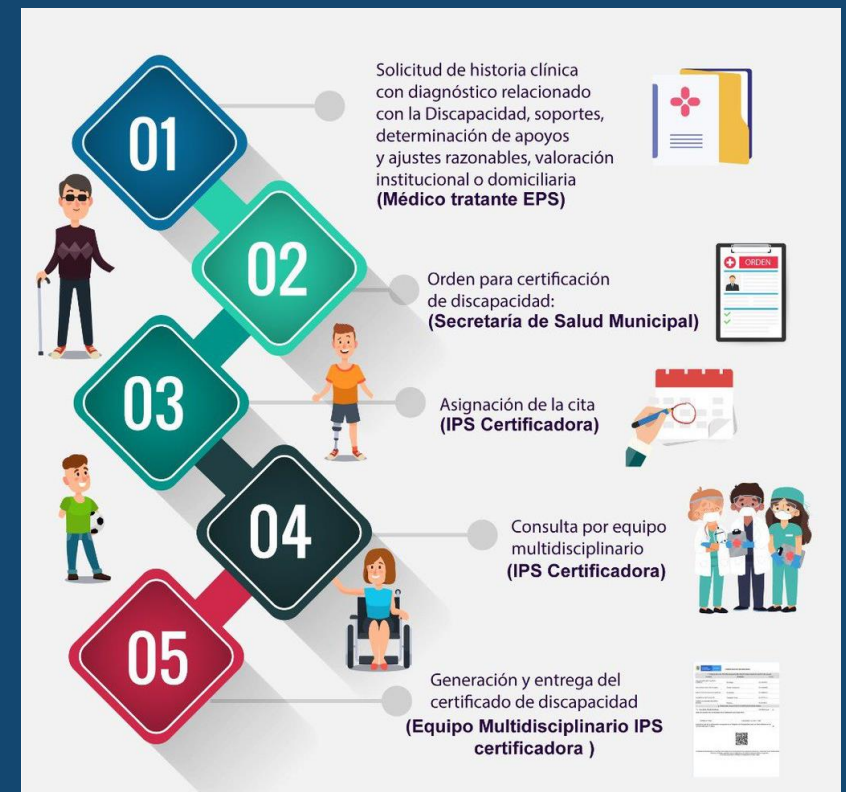 01
Solicitud de historia clínica
con diagnóstico relacionado
con la Discapacidad, soportes,
determinación de apoyos
y ajustes razonables, valoración
institucional o domiciliaria
(Médico tratante EPS)
02
Orden para certificación
de discapacidad:
(Secretaría de Salud Municipal)
ORDEN
03
Asignación de la cita
(IPS Certificadora)
04
Consulta por equipo
multidisciplinario
(IPS Certificadora)
05
Generación y entrega del
certificado de discapacidad
(Equipo Multidisciplinario IPS
certificadora )